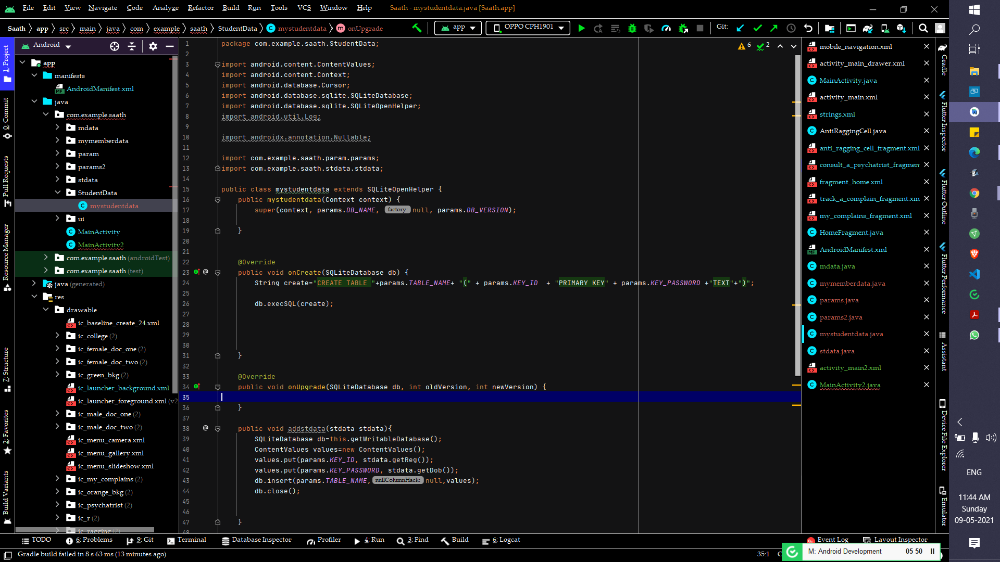 File Edit View Navigate Code Analyze Refactor Build Run Tools VCS Window Help Saath - mystudentdata.java [Saath.app]
Saath app src main java com example saath StudentData mystudentdata onUpgrade app OPPO CPH1901 Git:
1: Project
0: Commit
Pull Requests
Resource Manager
7: Structure
2: Favorites
Build Variants
Android
app
manifests
AndroidManifest.xml
java
com.example.saath
mdata
mymemberdata
param
params2
stdata
StudentData
mystudentdata
ui
MainActivity
MainActivity2
com.example.saath (androidTest)
com.example.saath (test)
java (generated)
res
drawable
ic_baseline_create_24.xml
ic_college (2)
ic_female_doc_one (2)
ic_female_doc_two (2)
ic_green_bkg (2)
ic_launcher_background.xml
ic_launcher_foreground.xml (v2
ic_male_doc_one (2)
ic_male_doc_two (2)
ic_menu_camera.xml
ic_menu_gallery.xml
ic_menu_slideshow.xml
ic_my_complains (2)
ic_orange_bkg (2)
ic_psychatrist (2)
ic_r (2)
ic_ragging (2)
6 2
1 package com.example.saath.StudentData;
2
3 import android.content.ContentValues;
4 import android.content.Context;
5 import android.database.Cursor;
6 import android.database.sqlite.SQLiteDatabase;
7 import android.database.sqlite.SQLiteOpenHelper;
8 import android.util.Log;
9
10 import androidx.annotation.Nullable;
11
12 import com.example.saath.param.params;
13 import com.example.saath.stdata.stdata;
14
15 public class mystudentdata extends SQLiteOpenHelper {
16 public mystudentdata(Context context) {
17 super(context, params.DB_NAME, factory: null, params.DB_VERSION);
18
19 }
20
21
22 @Override
23 @ public void onCreate(SQLiteDatabase db) {
24 String create="CREATE TABLE "+params.TABLE_NAME+ "(" + params.KEY_ID + "PRIMARY KEY" + params.KEY_PASSWORD +"TEXT"+")";
25
26 db.execSQL(create);
27
28
29
30
31 }
32
33 @Override
34 public void onUpgrade(SQLiteDatabase db, int oldVersion, int newVersion) {
35
36 }
37
38 @ public void addstdata(stdata stdata){
39 SQLiteDatabase db=this.getWritableDatabase();
40 ContentValues values=new ContentValues();
41 values.put(params.KEY_ID, stdata.getReg());
42 values.put(params.KEY_PASSWORD, stdata.getDob());
43 db.insert(params.TABLE_NAME, nullColumnHack: null,values);
44 db.close();
45
46
47 }
48
mobile_navigation.xml
activity_main_drawer.xml
MainActivity.java
activity_main.xml
strings.xml
AntiRaggingCell.java
anti_ragging_cell_fragment.xml
consult_a_psychatrist_fragmen
fragment_home.xml
track_a_complain_fragment.xm
my_complains_fragment.xml
HomeFragment.java
AndroidManifest.xml
mdata.java
mymemberdata.java
params.java
params2.java
mystudentdata.java
stdata.java
activity_main2.xml
MainActivity2.java
Gradle
Flutter Inspector
Flutter Outline
Flutter Performance
Assistant
Device File Explorer
Emulator
ENG
11:44 AM
Sunday
09-05-2021
TODO 6: Problems 9: Git Terminal Database Inspector Profiler 4: Run 3: Find Build 6: Logcat Event Log Layout Inspector
Gradle build failed in 8 s 63 ms (13 minutes ago) 35:1
M: Android Development 05 50